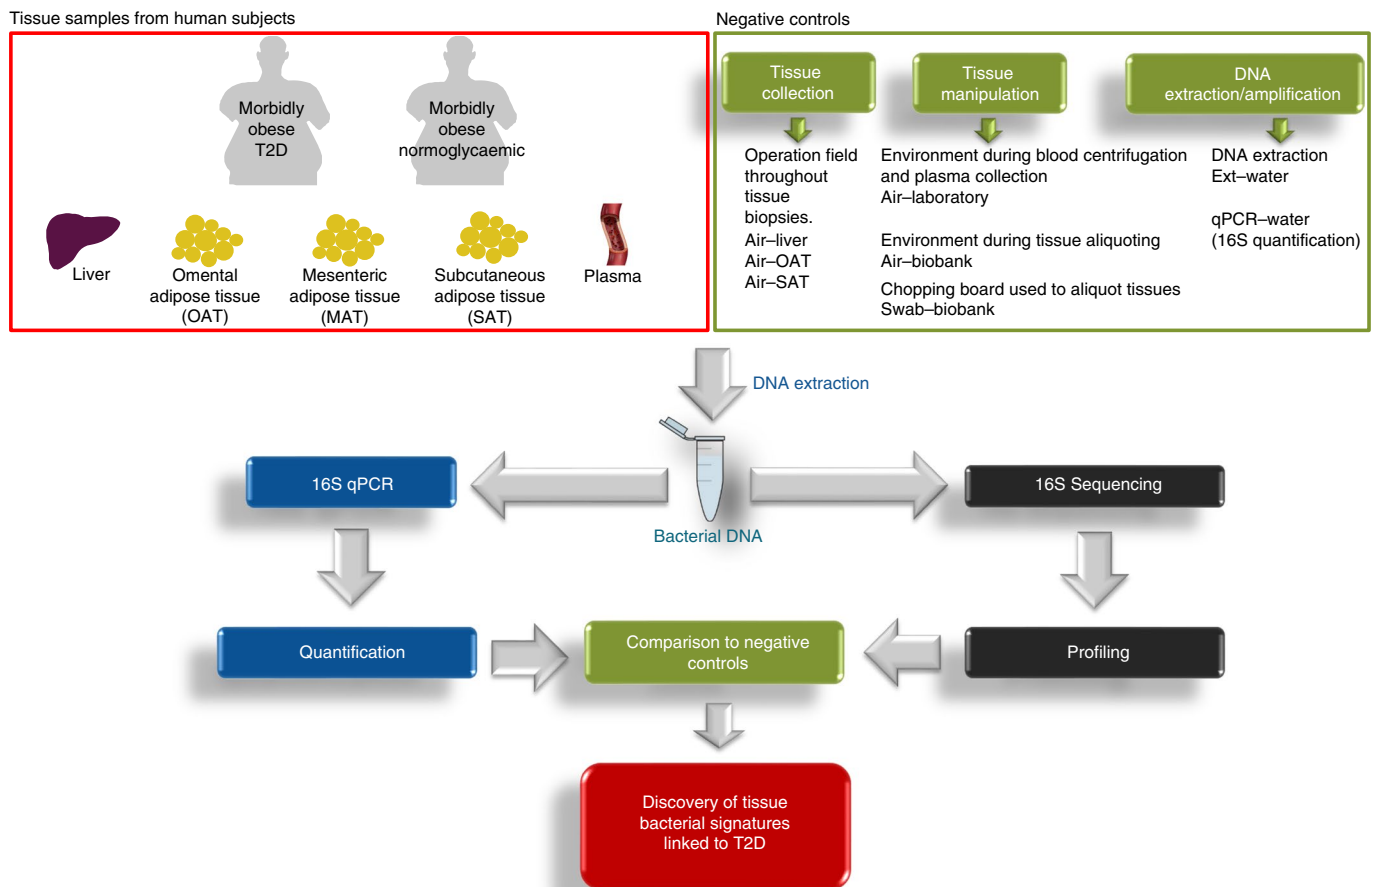 Tissue samples from human subjects
Morbidly
obese
T2D
Morbidly
obese
normoglycaemic
Liver
Omental
adipose tissue
(OAT)
Mesenteric
adipose tissue
(MAT)
Subcutaneous
adipose tissue
(SAT)
Plasma
Negative controls
Tissue
collection
Operation field
throughout
tissue
biopsies.
Air–liver
Air–OAT
Air–SAT
Tissue
manipulation
Environment during blood centrifugation
and plasma collection
Air–laboratory
Environment during tissue aliquoting
Air–biobank
Chopping board used to aliquot tissues
Swab–biobank
DNA
extraction/amplification
DNA extraction
Ext–water
qPCR–water
(16S quantification)
DNA extraction
Bacterial DNA
16S qPCR
16S Sequencing
Quantification
Comparison to negative
controls
Profiling
Discovery of tissue
bacterial signatures
linked to T2D